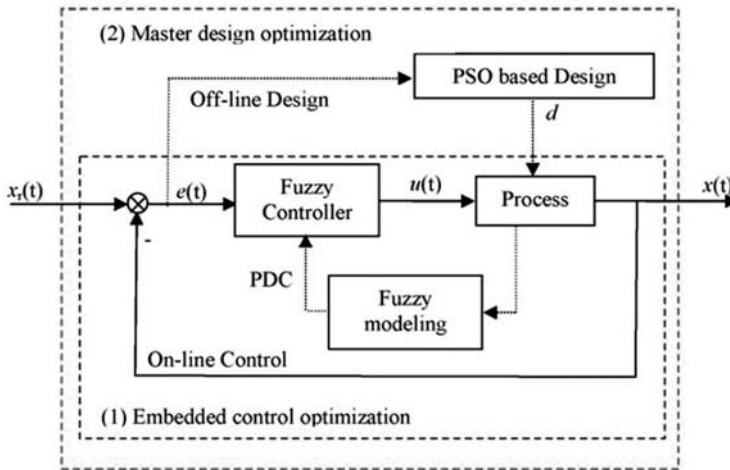 (2) Master design optimization
PSO based Design
Off-line Design
d
xᵣ(t)
e(t)
Fuzzy
Controller
u(t)
Process
x(t)
-
PDC
Fuzzy
modeling
On-line Control
(1) Embedded control optimization